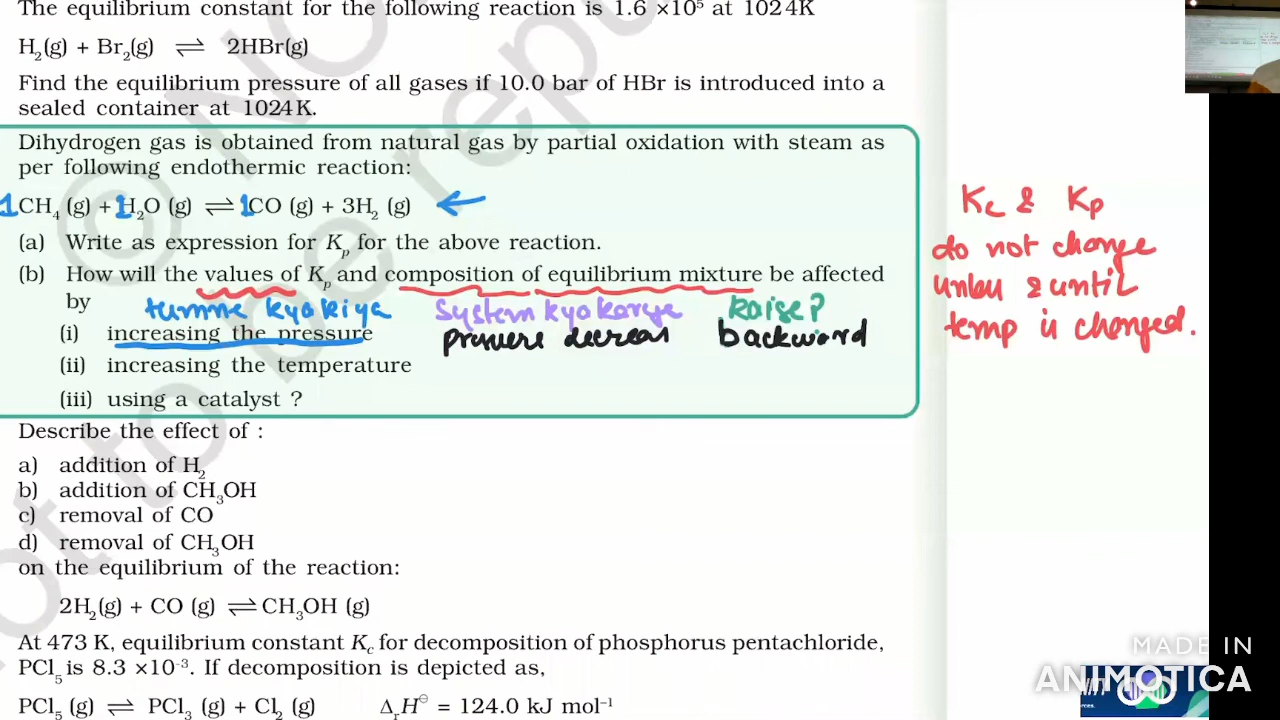 The equilibrium constant for the following reaction is 1.6 ×10⁵ at 1024K
H₂(g) + Br₂(g) ⇌ 2HBr(g)
Find the equilibrium pressure of all gases if 10.0 bar of HBr is introduced into a
sealed container at 1024K.
Dihydrogen gas is obtained from natural gas by partial oxidation with steam as
per following endothermic reaction:
1CH₄ (g) + 1H₂O (g) ⇌ 1CO (g) + 3H₂ (g) ←
(a) Write as expression for Kₚ for the above reaction.
(b) How will the values of Kₚ and composition of equilibrium mixture be affected
by
tumne kya kiya system kya karega kaise?
(i) increasing the pressure pressure decreas backward
(ii) increasing the temperature
(iii) using a catalyst ?
Kc & Kp
do not change
unless & until
temp is changed.
Describe the effect of :
a) addition of H₂
b) addition of CH₃OH
c) removal of CO
d) removal of CH₃OH
on the equilibrium of the reaction:
2H₂(g) + CO (g) ⇌ CH₃OH (g)
At 473 K, equilibrium constant Kc for decomposition of phosphorus pentachloride,
PCl₅ is 8.3 ×10⁻³. If decomposition is depicted as,
PCl₅ (g) ⇌ PCl₃ (g) + Cl₂ (g) ΔᵣH⊖ = 124.0 kJ mol⁻¹
MADE IN
ANIMOTICA